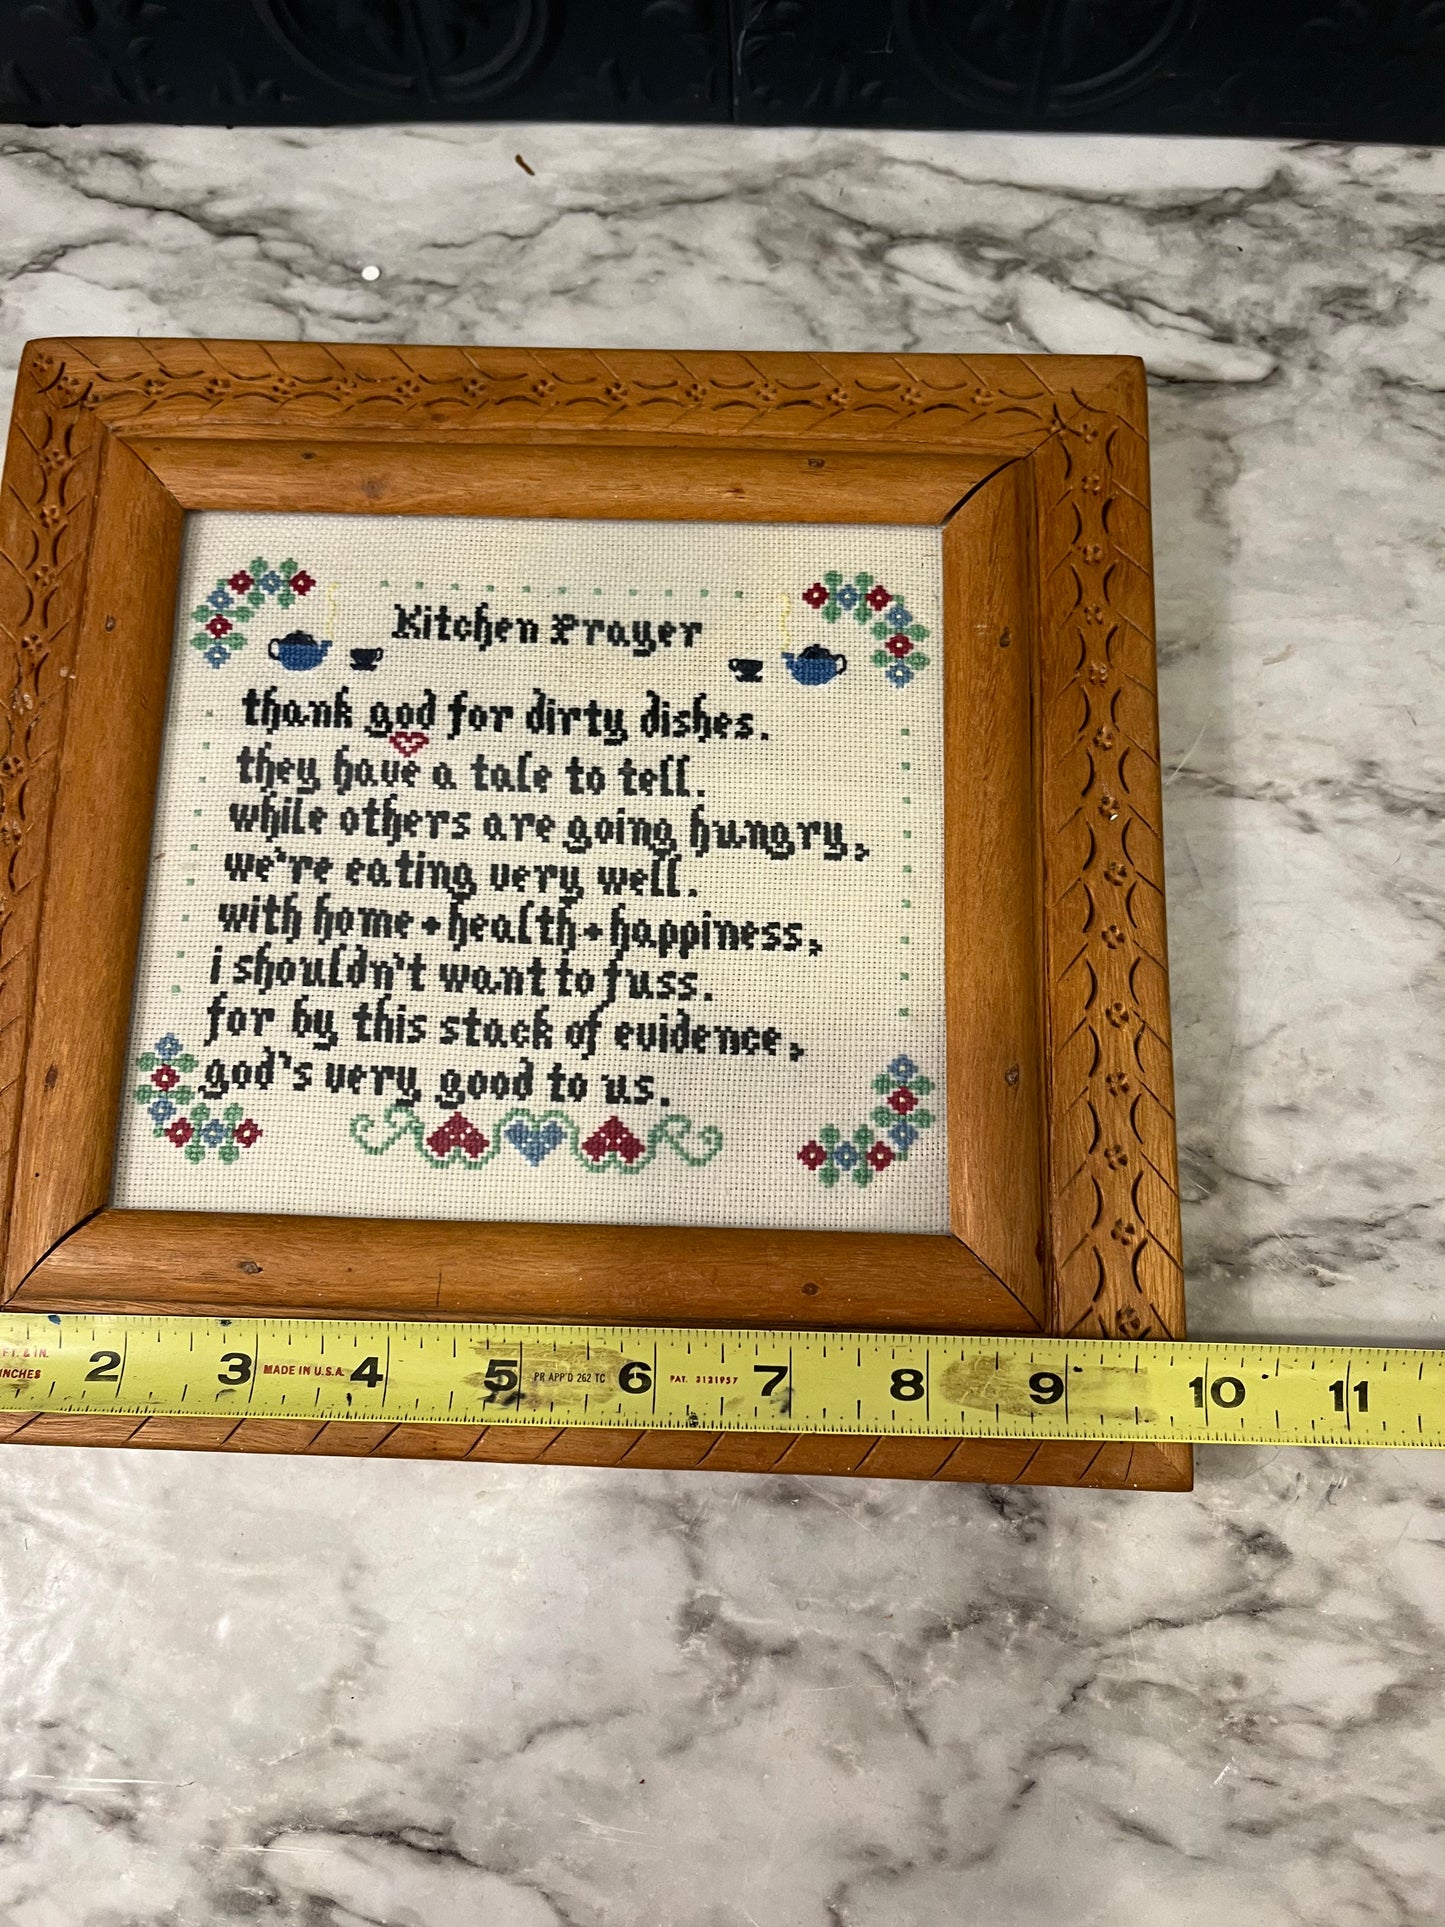 Kitchen Prayer
thank god for dirty dishes.
they have a tale to tell.
while others are going hungry,
we're eating very well.
with home + health + happiness,
i shouldn't want to fuss.
for by this stack of evidence,
god's very good to us.
FT. & IN.
INCHES
2 3 MADE IN U.S.A. 4 5 PR APP'D 262 TC 6 PAT. 3121957 7 8 9 10 11